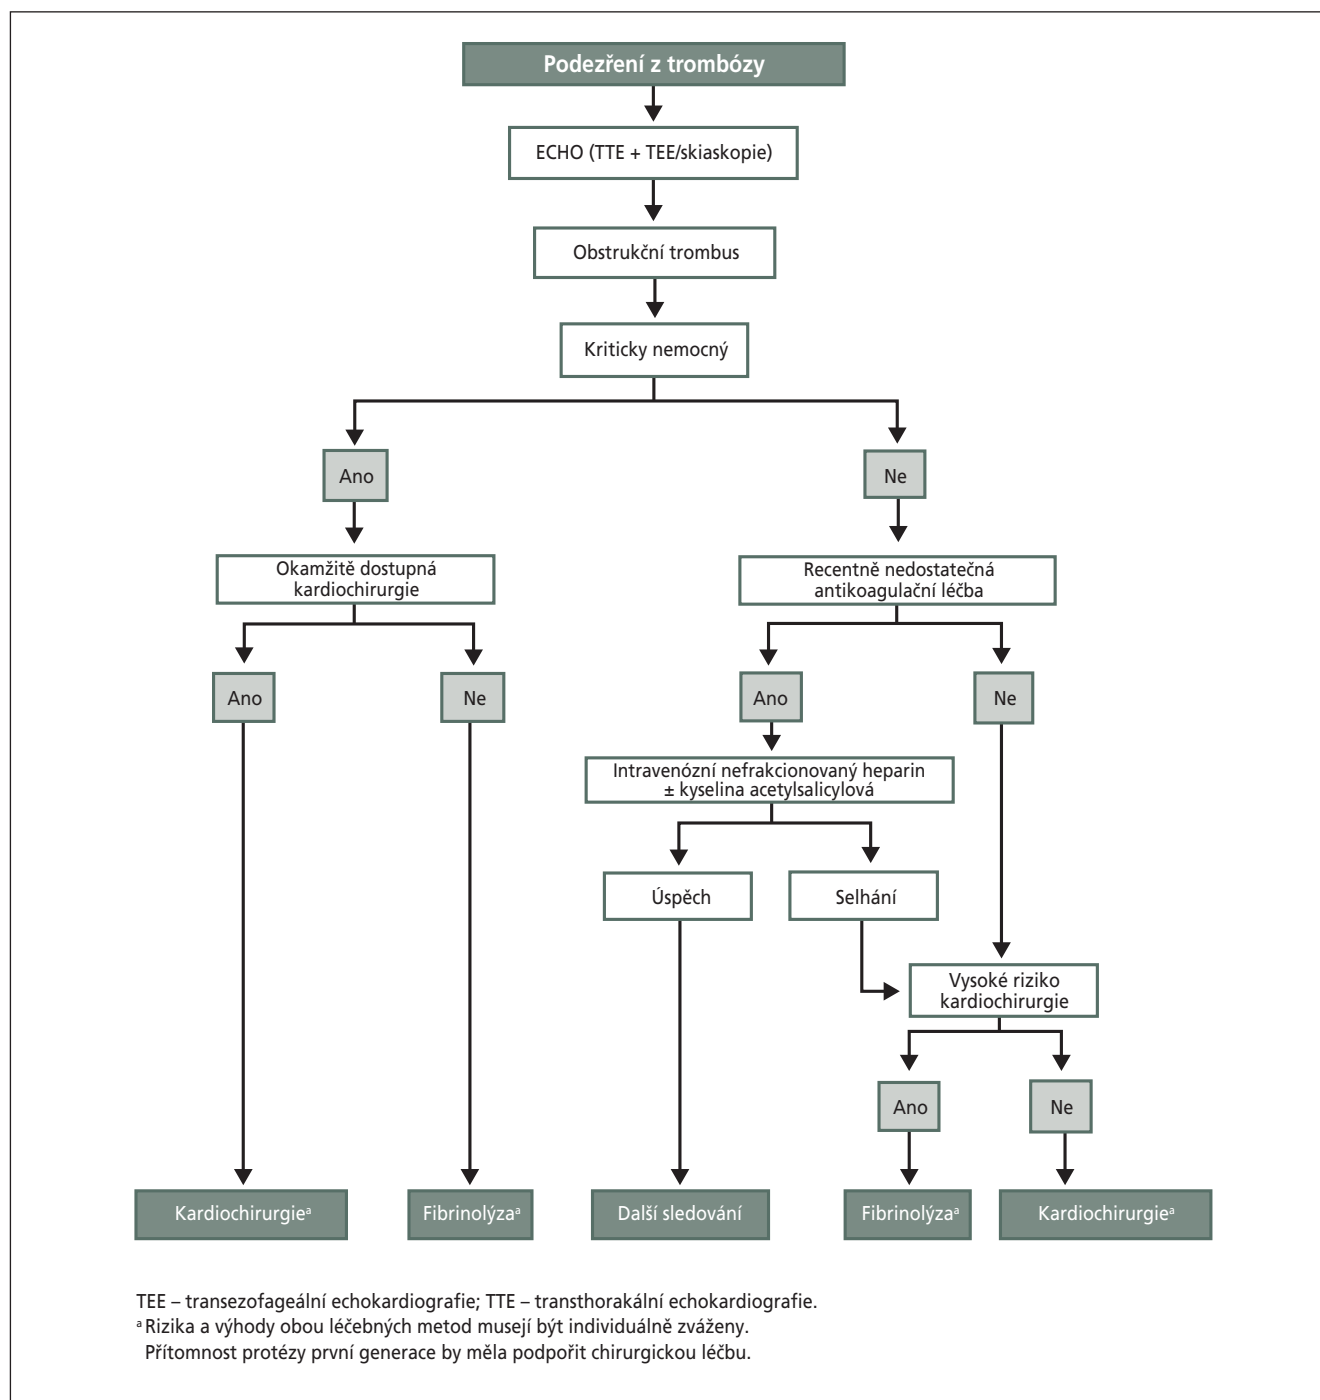 Podezření z trombózy
ECHO (TTE + TEE/skiaskopie)
Obstrukční trombus
Kriticky nemocný
Ano
Ne
Okamžitě dostupná
kardiochirurgie
Recentně nedostatečná
antikoagulační léčba
Ano
Ne
Ano
Ne
Intravenózní nefrakcionovaný heparin
± kyselina acetylsalicylová
Úspěch
Selhání
Vysoké riziko
kardiochirurgie
Ano
Ne
Kardiochirurgieᵃ
Fibrinolýzaᵃ
Další sledování
Fibrinolýzaᵃ
Kardiochirurgieᵃ
TEE – transezofageální echokardiografie; TTE – transthorakální echokardiografie.
ᵃ Rizika a výhody obou léčebných metod musejí být individuálně zváženy.
Přítomnost protézy první generace by měla podpořit chirurgickou léčbu.